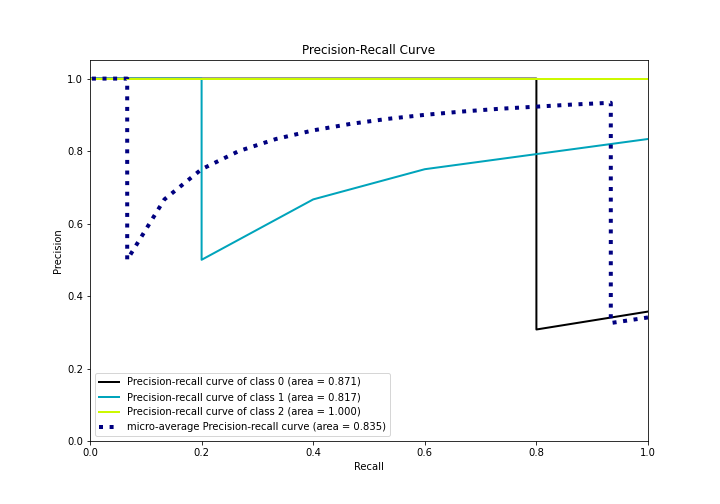 Precision-Recall Curve
Precision
1.0
0.8
0.6
0.4
0.2
0.0
Precision-recall curve of class 0 (area = 0.871)
Precision-recall curve of class 1 (area = 0.817)
Precision-recall curve of class 2 (area = 1.000)
micro-average Precision-recall curve (area = 0.835)
0.0 0.2 0.4 0.6 0.8 1.0
Recall